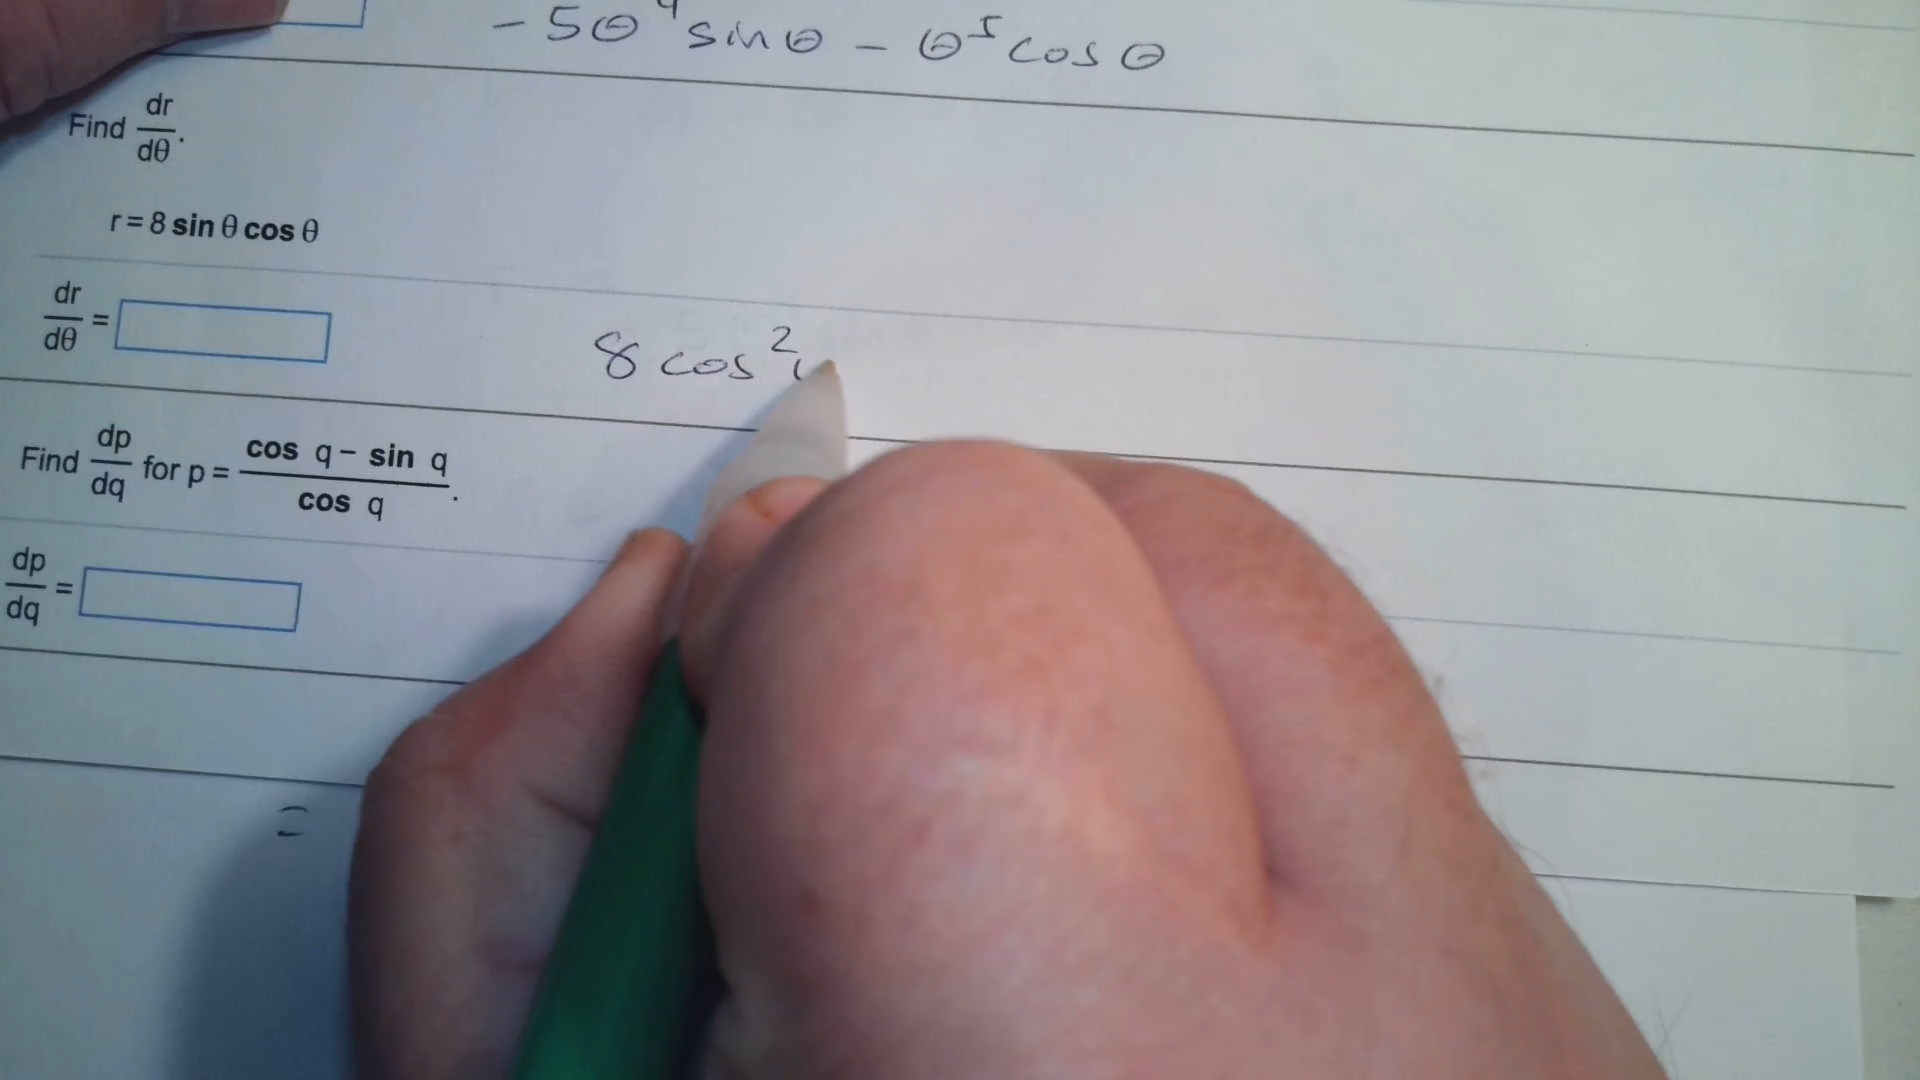 - 5θ⁴ sinθ - θ⁵ cos θ
Find dr/dθ.
r = 8 sin θ cos θ
dr/dθ =
8 cos²
Find dp/dq for p = (cos q - sin q)/(cos q).
dp/dq =
=